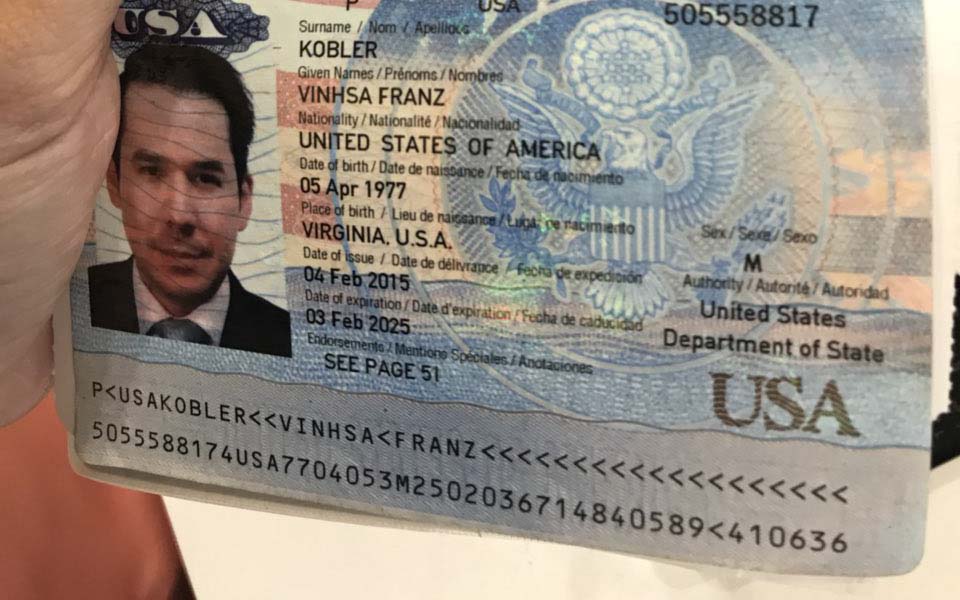 USA
P USA 505558817
Surname / Nom / Apellidos
KOBLER
Given Names / Prénoms / Nombres
VINHSA FRANZ
Nationality / Nationalité / Nacionalidad
UNITED STATES OF AMERICA
Date of birth / Date de naissance / Fecha de nacimiento
05 Apr 1977
Place of birth / Lieu de naissance / Lugar de nacimiento
VIRGINIA. U.S.A.
Sex / Sexe / Sexo
M
Date of issue / Date de délivrance / Fecha de expedición
04 Feb 2015
Authority / Autorité / Autoridad
United States
Department of State
Date of expiration / Date d'expiration / Fecha de caducidad
03 Feb 2025
Endorsements / Mentions Spéciales / Anotaciones
SEE PAGE 51
USA
P<USAKOBLER<<VINHSA<FRANZ<<<<<<<<<<<<<<<<<<<
5055588174USA7704053M2502036714840589<410636